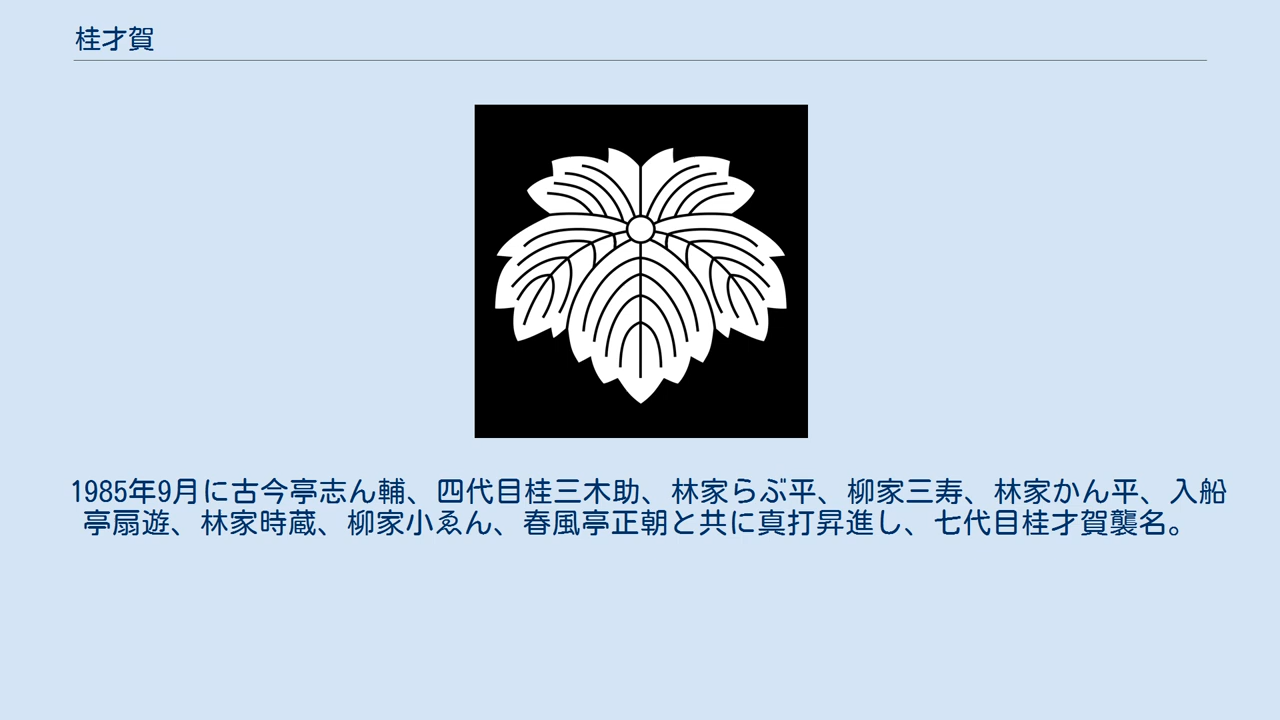 桂才賀
1985年9月に古今亭志ん輔、四代目桂三木助、林家らぶ平、柳家三寿、林家かん平、入船
亭扇遊、林家時蔵、柳家小ゑん、春風亭正朝と共に真打昇進し、七代目桂才賀襲名。